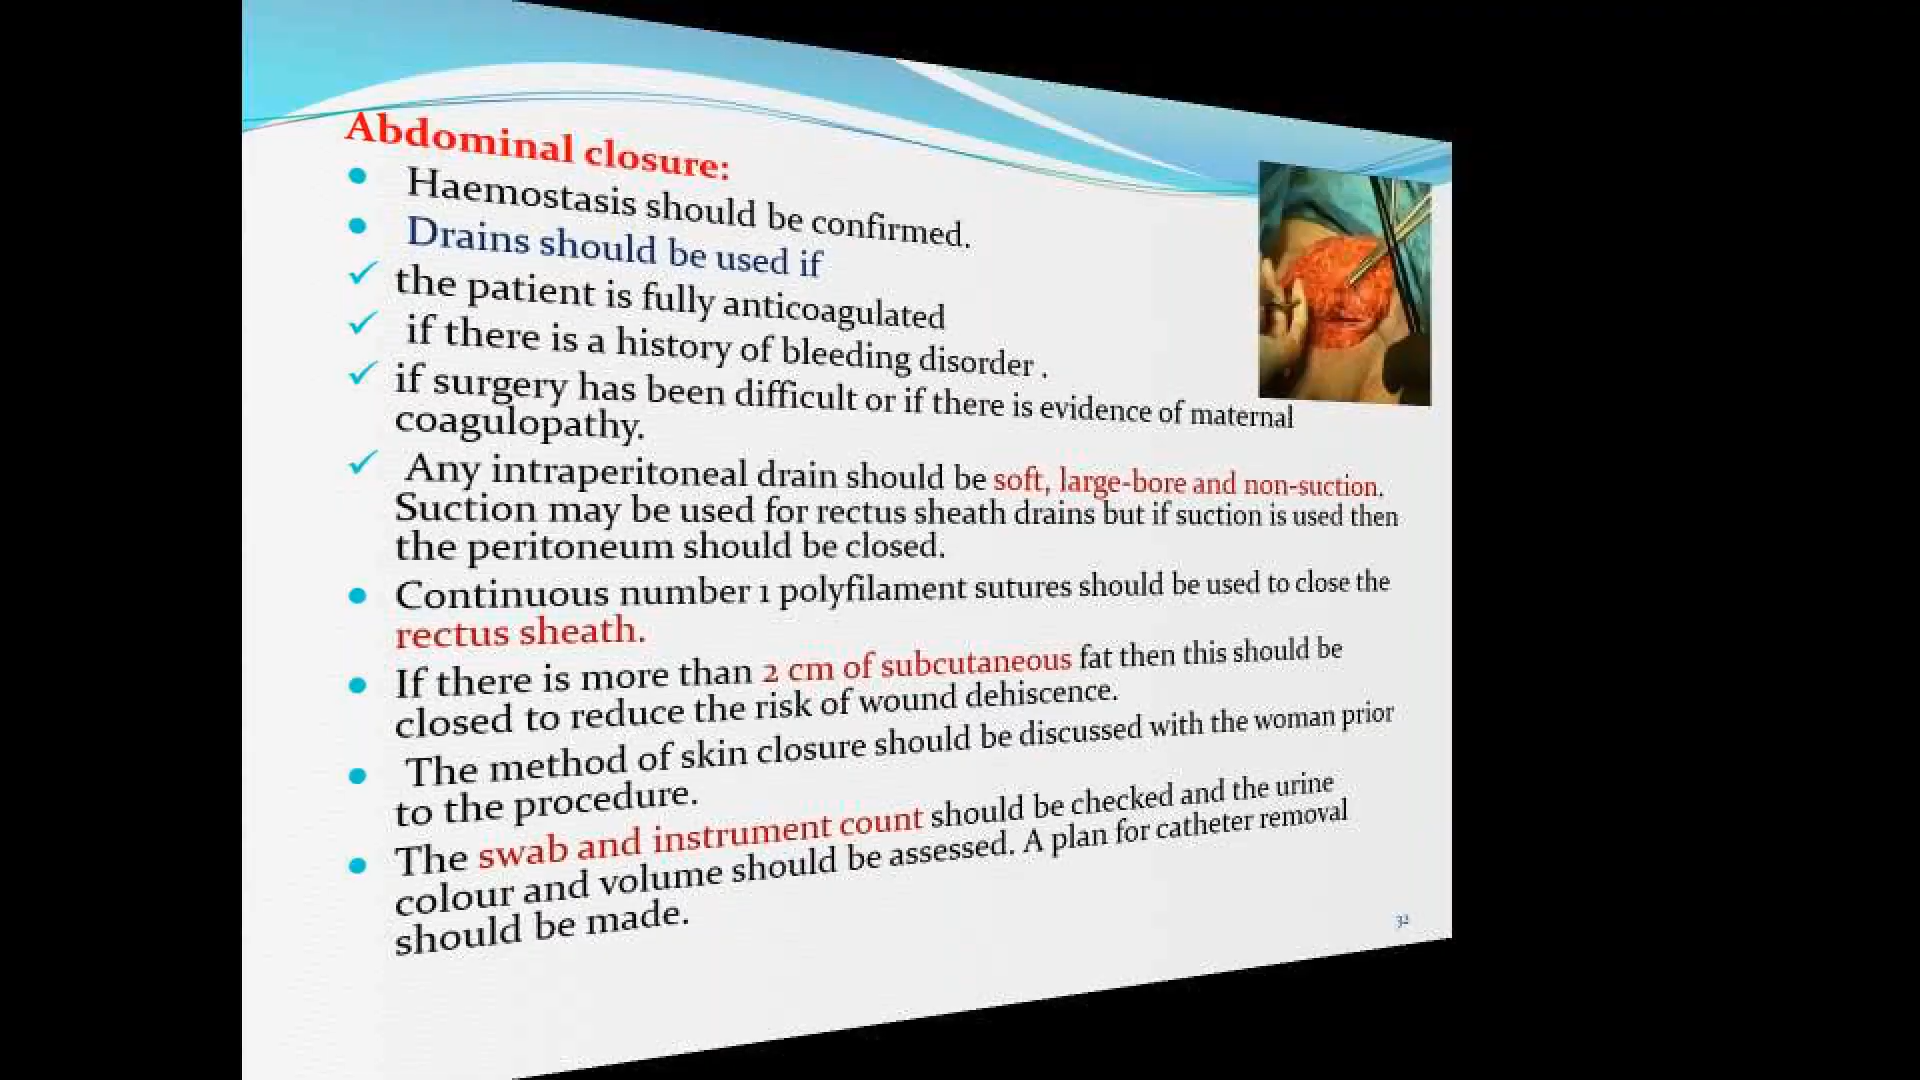 Abdominal closure:
Haemostasis should be confirmed.
Drains should be used if
the patient is fully anticoagulated
if there is a history of bleeding disorder .
if surgery has been difficult or if there is evidence of maternal
coagulopathy.
Any intraperitoneal drain should be soft, large-bore and non-suction.
Suction may be used for rectus sheath drains but if suction is used then
the peritoneum should be closed.
Continuous number 1 polyfilament sutures should be used to close the
rectus sheath.
If there is more than 2 cm of subcutaneous fat then this should be
closed to reduce the risk of wound dehiscence.
The method of skin closure should be discussed with the woman prior
to the procedure.
The swab and instrument count should be checked and the urine
colour and volume should be assessed. A plan for catheter removal
should be made.
32